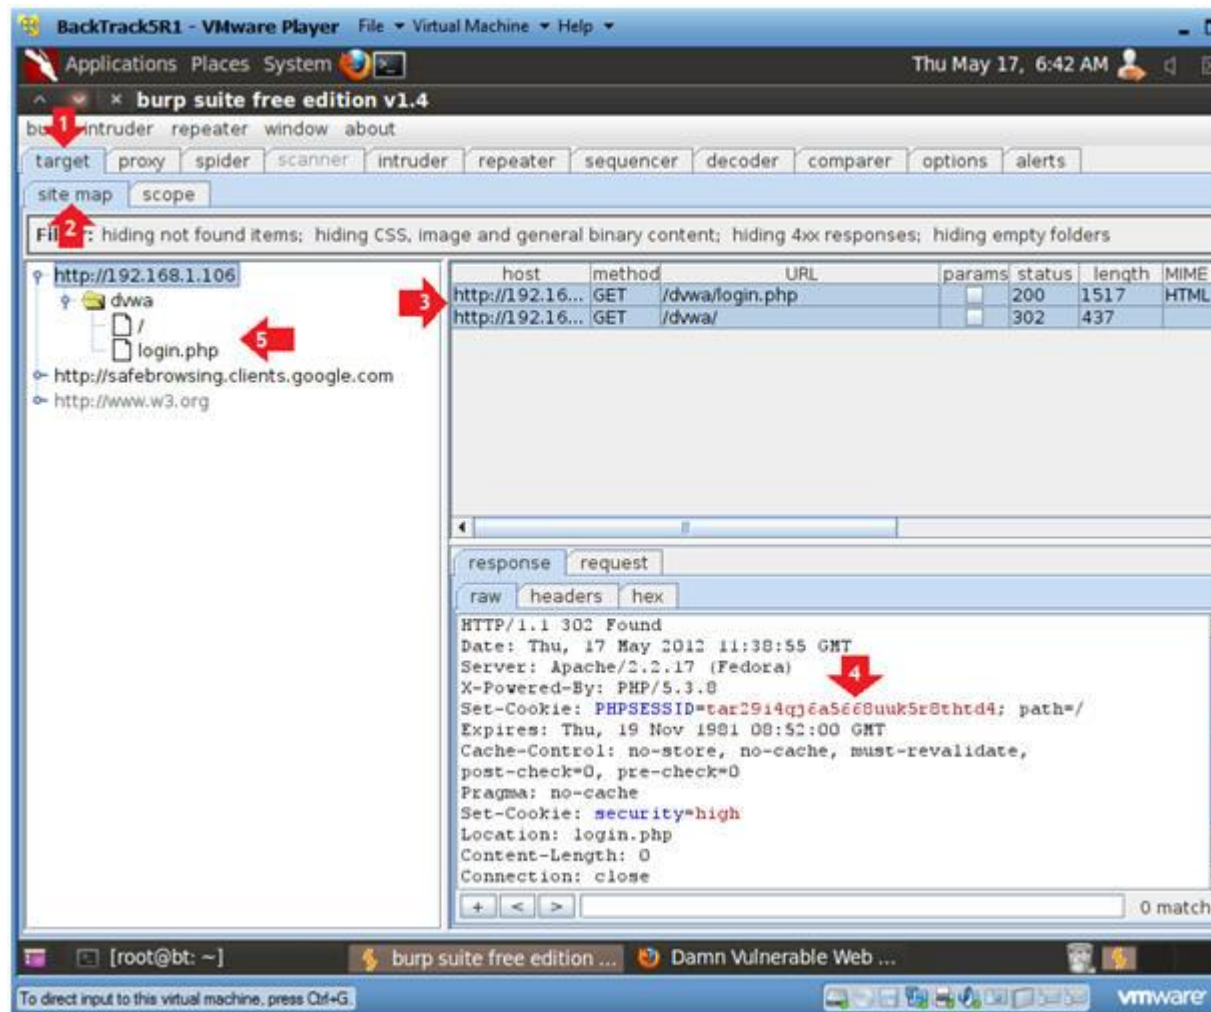 BackTrack5R1 - VMware Player File Virtual Machine Help
Applications Places System Thu May 17, 6:42 AM
burp suite free edition v1.4
intruder repeater window about
1
target proxy spider scanner intruder repeater sequencer decoder comparer options alerts
site map scope
2
hiding not found items; hiding CSS, image and general binary content; hiding 4xx responses; hiding empty folders
http://192.168.1.106
dvwa
/
login.php
5
http://safebrowsing.clients.google.com
http://www.w3.org
host method URL params status length MIME
3
http://192.16... GET /dvwa/login.php 200 1517 HTML
http://192.16... GET /dvwa/ 302 437
response request
raw headers hex
HTTP/1.1 302 Found
Date: Thu, 17 May 2012 11:38:55 GMT
Server: Apache/2.2.17 (Fedora)
4
X-Powered-By: PHP/5.3.8
Set-Cookie: PHPSESSID=tar29i4qj6a5668uuk5r8thtd4; path=/
Expires: Thu, 19 Nov 1981 08:52:00 GMT
Cache-Control: no-store, no-cache, must-revalidate,
post-check=0, pre-check=0
Pragma: no-cache
Set-Cookie: security=high
Location: login.php
Content-Length: 0
Connection: close
+ < > 0 match
[root@bt: ~] burp suite free edition ... Damn Vulnerable Web ...
To direct input to this virtual machine, press Ctrl+G. vmware